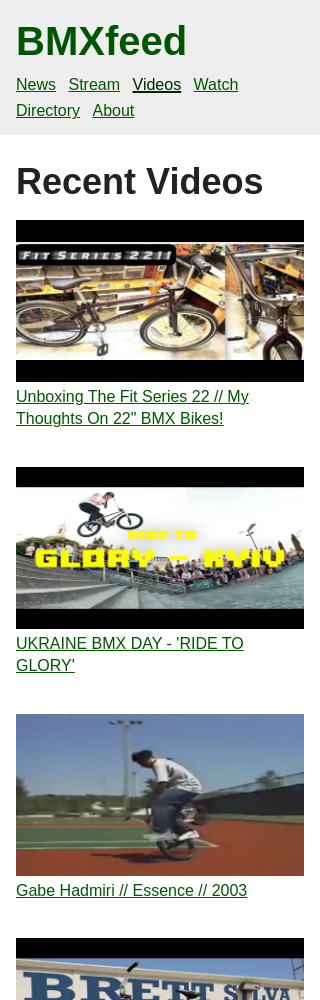 BMXfeed
News Stream Videos Watch
Directory About
Recent Videos
FIT SERIES 22!!
Unboxing The Fit Series 22 // My
Thoughts On 22" BMX Bikes!
RIDE TO
GLORY - KYIV
UKRAINE BMX DAY - 'RIDE TO
GLORY'
Gabe Hadmiri // Essence // 2003
BRETT SILVA